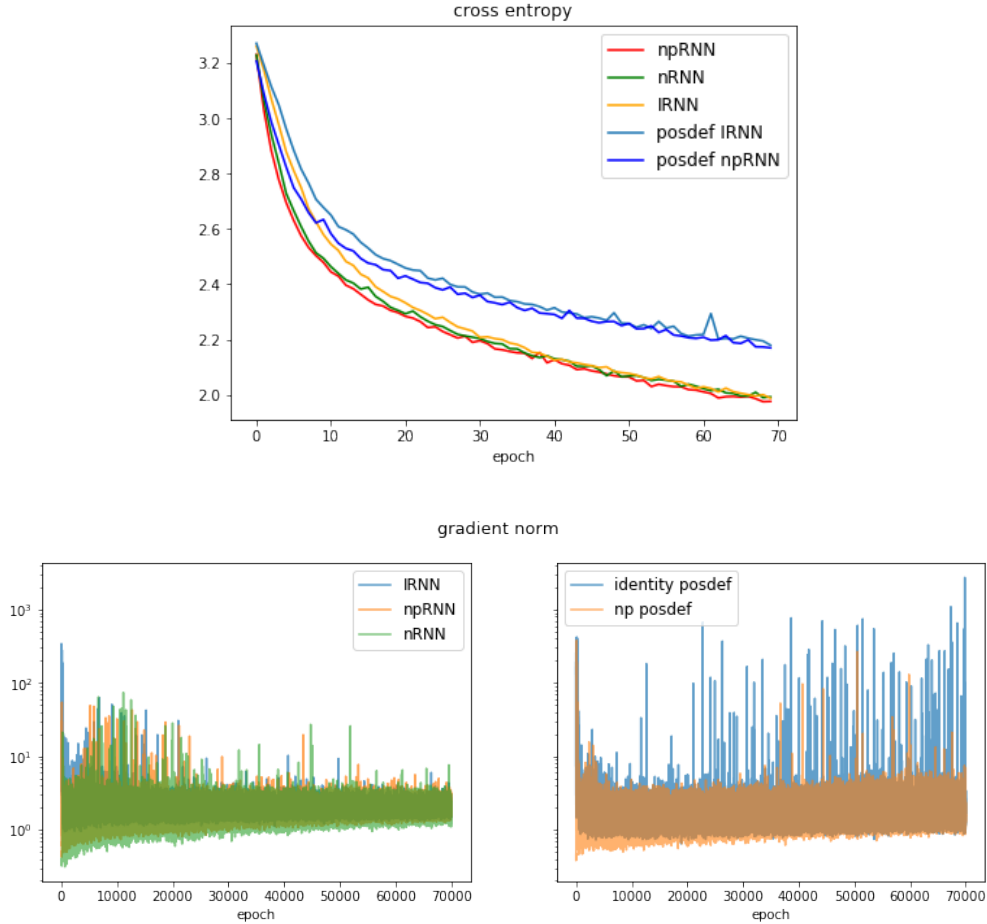 cross entropy
npRNN
nRNN
IRNN
posdef IRNN
posdef npRNN
3.2
3.0
2.8
2.6
2.4
2.2
2.0
0 10 20 30 40 50 60 70
epoch
gradient norm
IRNN
npRNN
nRNN
10³
10²
10¹
10⁰
0 10000 20000 30000 40000 50000 60000 70000
epoch
identity posdef
np posdef
0 10000 20000 30000 40000 50000 60000 70000
epoch